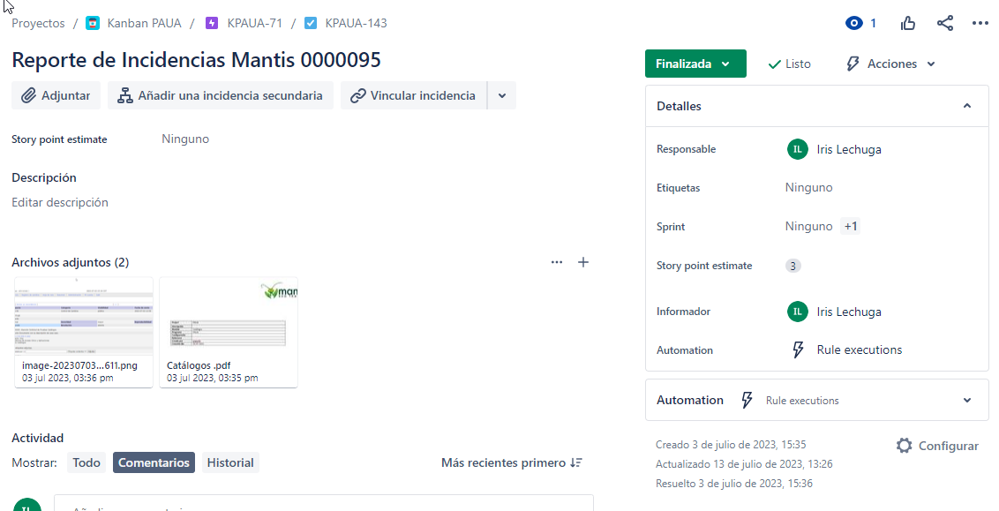 Proyectos / Kanban PAUA / KPAUA-71 / KPAUA-143
1
Reporte de Incidencias Mantis 0000095
Adjuntar
Añadir una incidencia secundaria
Vincular incidencia
Story point estimate
Ninguno
Descripción
Editar descripción
Archivos adjuntos (2)
image-20230703...611.png
03 jul 2023, 03:36 pm
Catálogos .pdf
03 jul 2023, 03:35 pm
Actividad
Mostrar:
Todo
Comentarios
Historial
Más recientes primero
Finalizada
Listo
Acciones
Detalles
Responsable
IL
Iris Lechuga
Etiquetas
Ninguno
Sprint
Ninguno
+1
Story point estimate
3
Informador
IL
Iris Lechuga
Automation
Rule executions
Automation
Rule executions
Creado 3 de julio de 2023, 15:35
Configurar
Actualizado 13 de julio de 2023, 13:26
Resuelto 3 de julio de 2023, 15:36